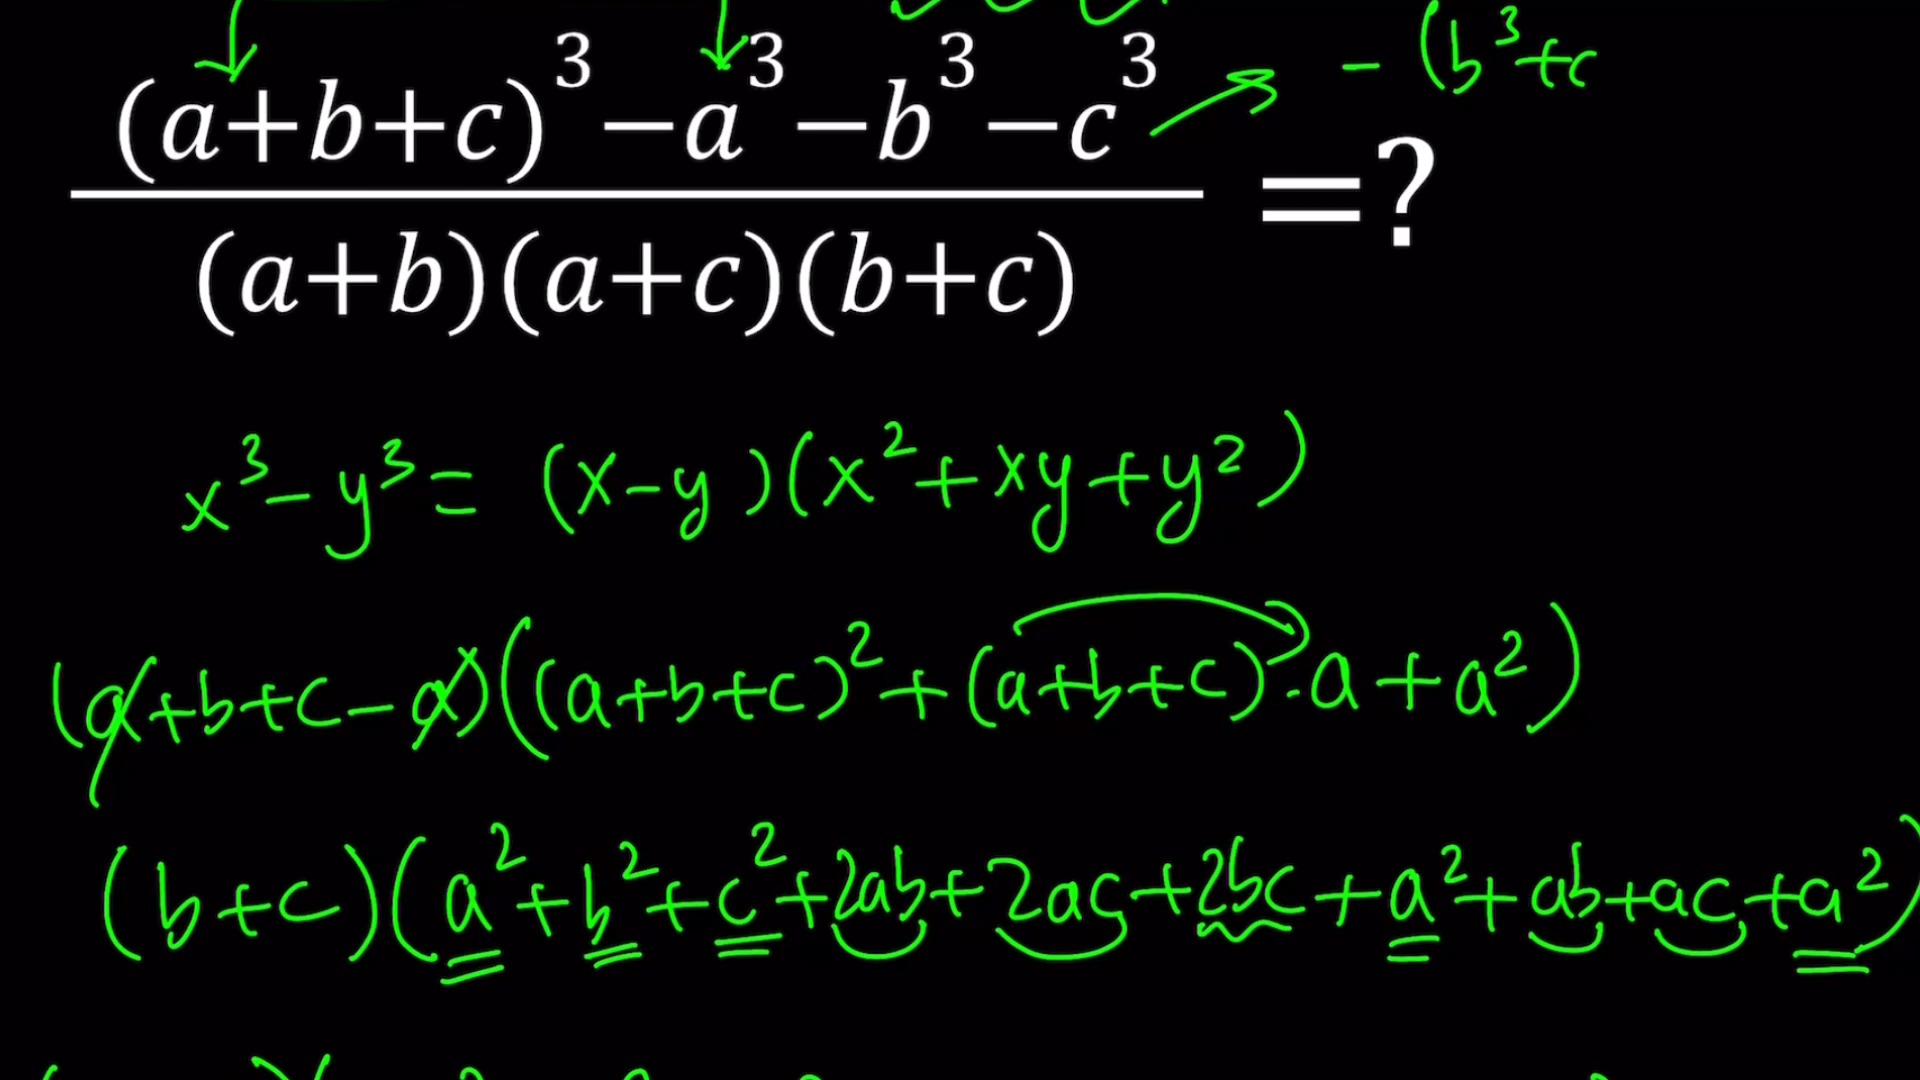 (a+b+c)³−a³−b³−c³ − (b³+c
=?
(a+b)(a+c)(b+c)
x³−y³= (x−y)(x²+xy+y²)
(a+b+c−a)((a+b+c)²+(a+b+c)·a+a²)
(b+c)(a²+b²+c²+2ab+2ac+2bc+a²+ab+ac+a²)